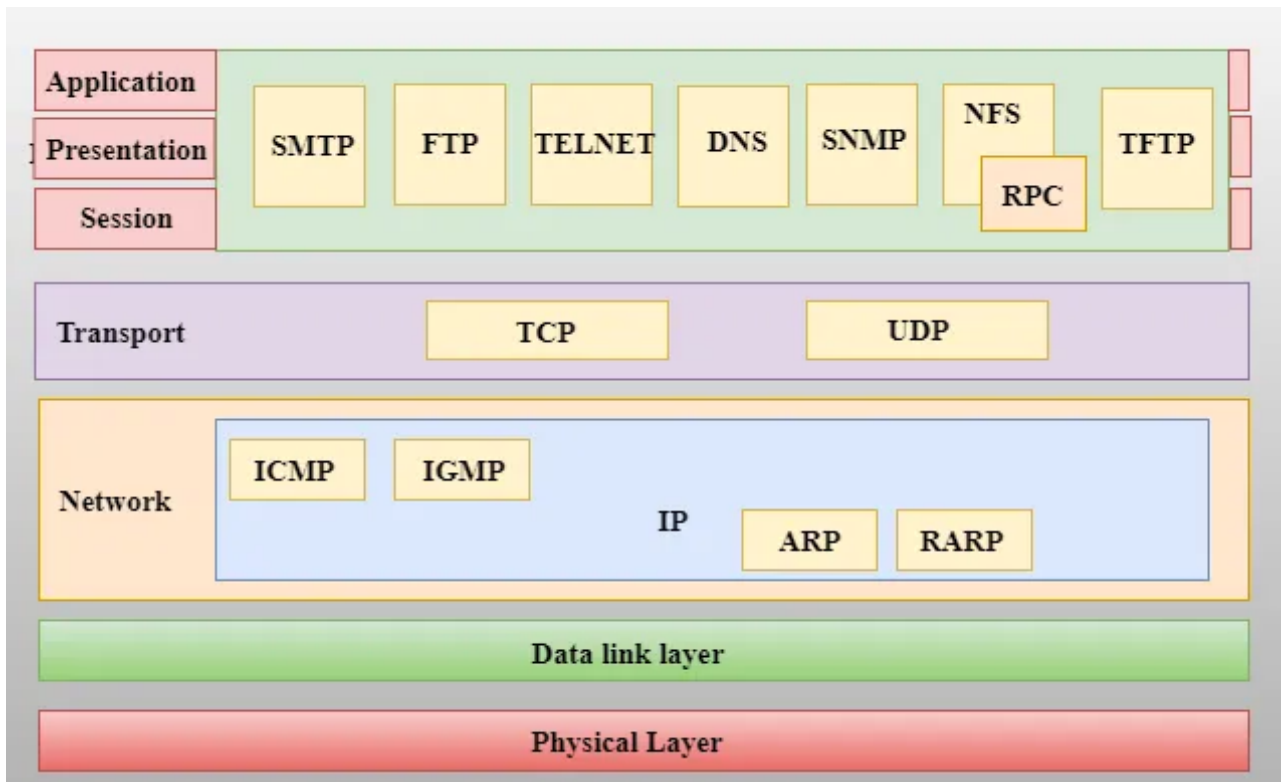 Application
Presentation
Session
SMTP
FTP
TELNET
DNS
SNMP
NFS
RPC
TFTP
Transport
TCP
UDP
Network
ICMP
IGMP
IP
ARP
RARP
Data link layer
Physical Layer